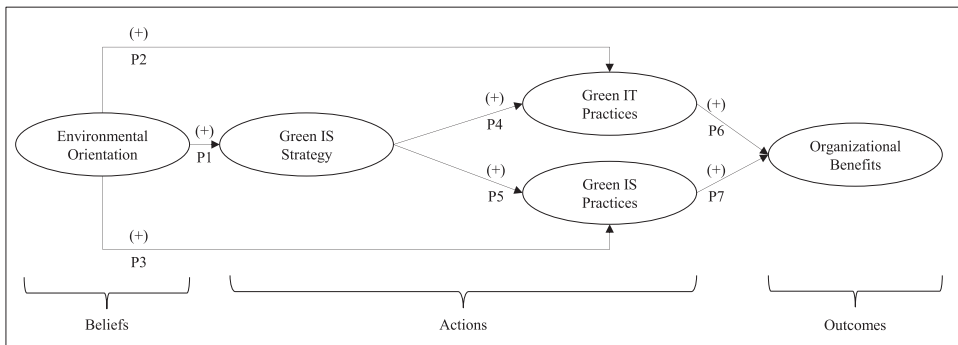 (+)
P2
Environmental
Orientation
(+)
P1
Green IS
Strategy
(+)
P4
(+)
P5
Green IT
Practices
Green IS
Practices
(+)
P6
(+)
P7
Organizational
Benefits
(+)
P3
Beliefs
Actions
Outcomes